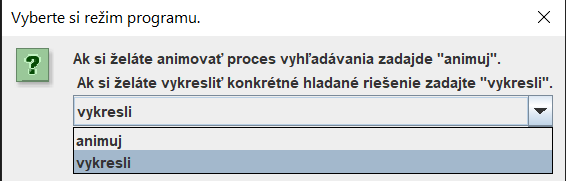 Vyberte si režim programu.
Ak si želáte animovať proces vyhľadávania zadajde "animuj".
Ak si želáte vykresliť konkrétné hladané riešenie zadajte "vykresli".
vykresli
animuj
vykresli